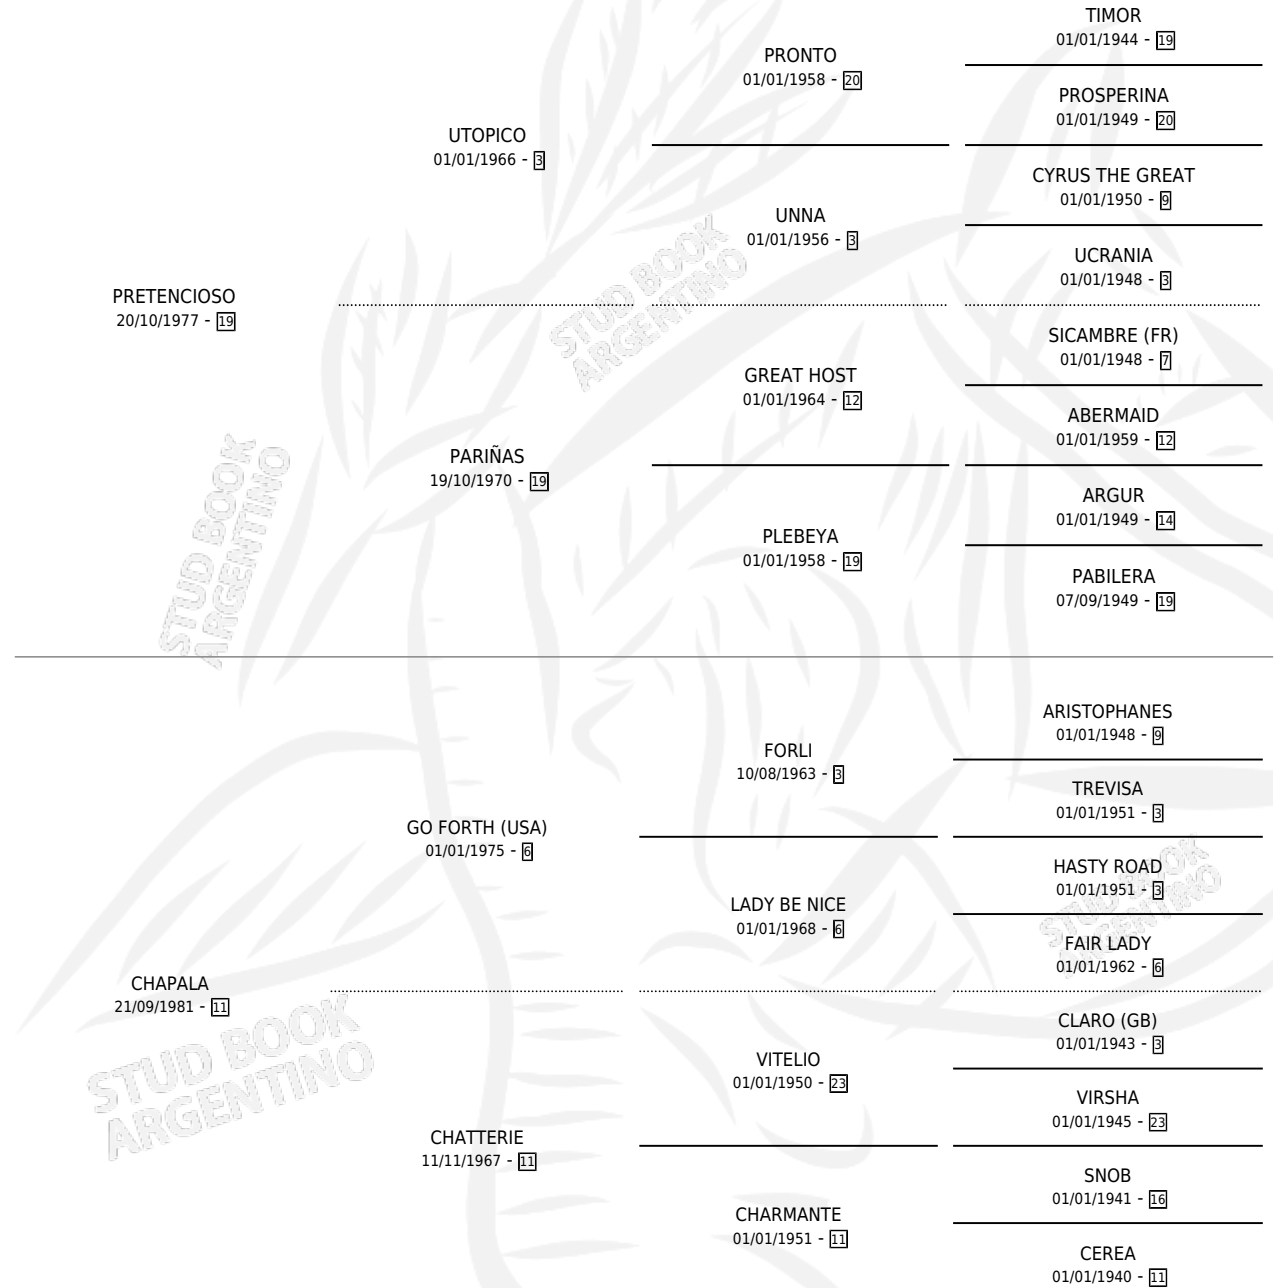 TIMOR
01/01/1944 - 19
PRONTO
01/01/1958 - 20
PROSPERINA
01/01/1949 - 20
UTOPICO
01/01/1966 - 3
CYRUS THE GREAT
01/01/1950 - 9
UNNA
01/01/1956 - 3
UCRANIA
01/01/1948 - 3
PRETENCIOSO
20/10/1977 - 19
STUD BOOK
ARGENTINO
SICAMBRE (FR)
01/01/1948 - 7
GREAT HOST
01/01/1964 - 12
ABERMAID
01/01/1959 - 12
PARIÑAS
19/10/1970 - 19
ARGUR
01/01/1949 - 14
PLEBEYA
01/01/1958 - 19
PABILERA
07/09/1949 - 19
STUD BOOK
ARGENTINO
ARISTOPHANES
01/01/1948 - 9
FORLI
10/08/1963 - 3
TREVISA
01/01/1951 - 3
GO FORTH (USA)
01/01/1975 - 6
HASTY ROAD
01/01/1951 - 3
LADY BE NICE
01/01/1968 - 6
STUD BOOK
ARGENTINO
FAIR LADY
01/01/1962 - 6
CHAPALA
21/09/1981 - 11
CLARO (GB)
01/01/1943 - 3
VITELIO
01/01/1950 - 23
STUD BOOK
ARGENTINO
VIRSHA
01/01/1945 - 23
CHATTERIE
11/11/1967 - 11
SNOB
01/01/1941 - 16
CHARMANTE
01/01/1951 - 11
CEREA
01/01/1940 - 11